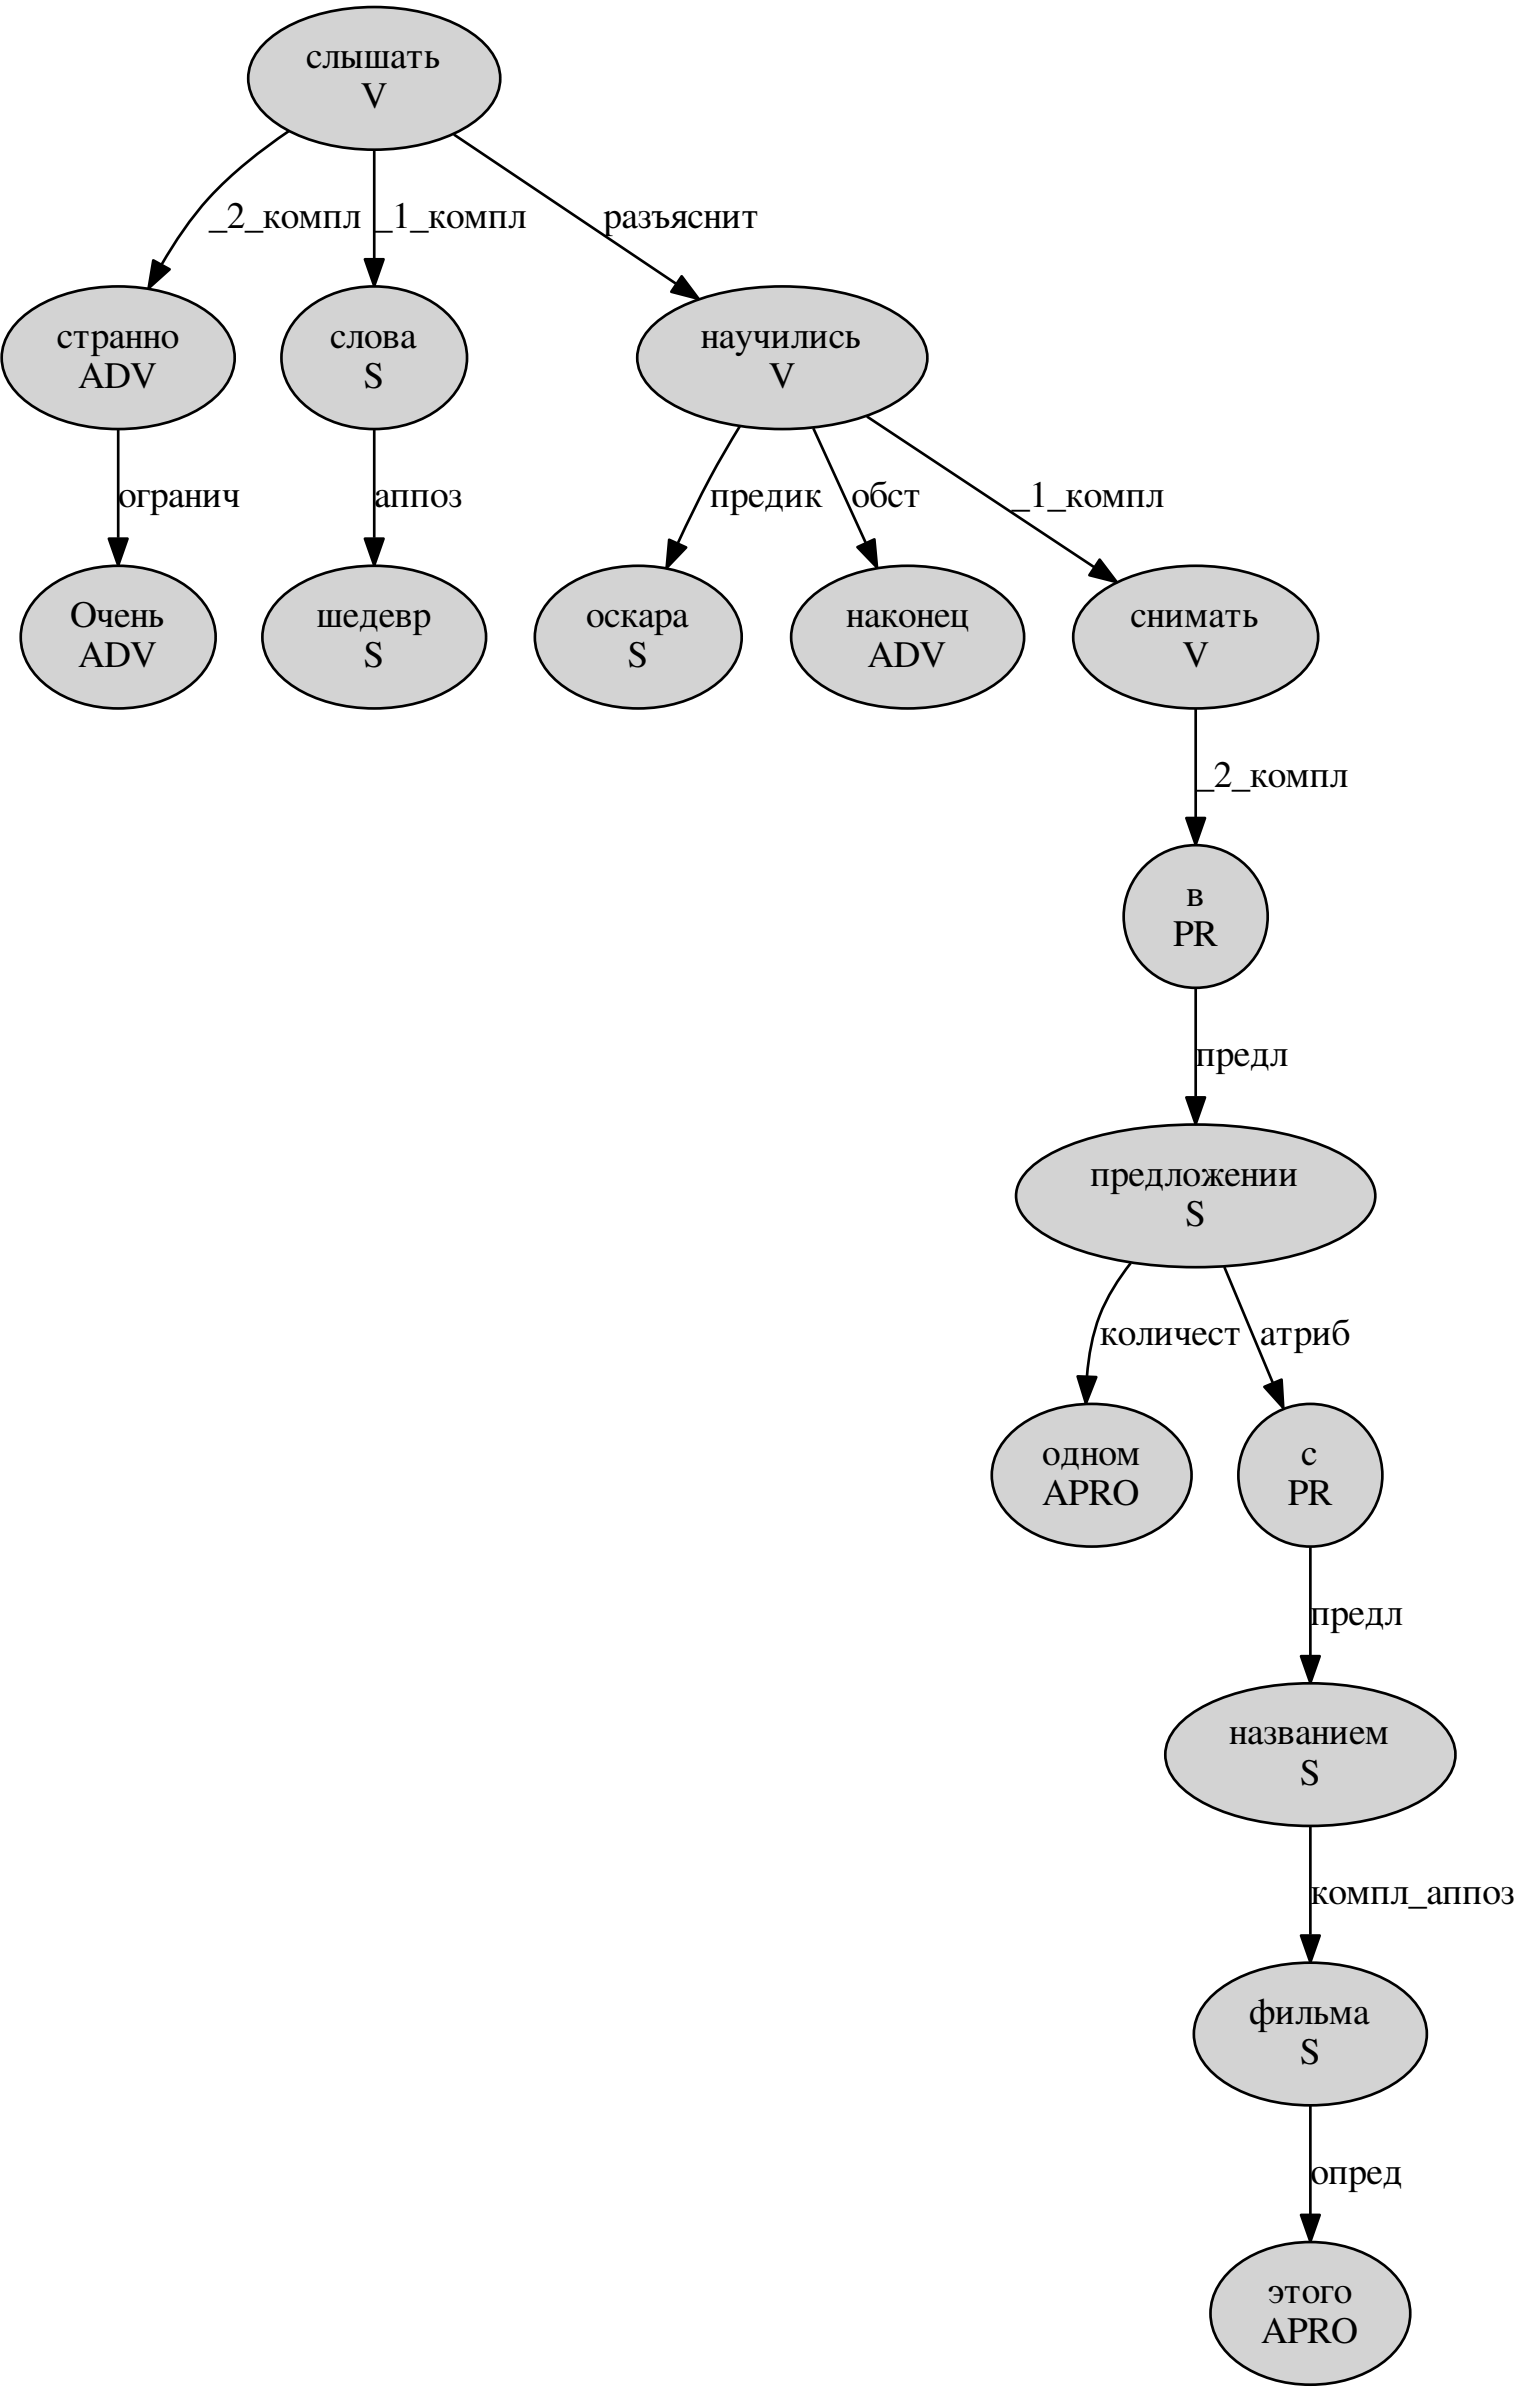 слышать
V
_2_компл
_1_компл
разъяснит
странно
ADV
слова
S
научились
V
огранич
аппоз
предик
обст
_1_компл
Очень
ADV
шедевр
S
оскара
S
наконец
ADV
снимать
V
_2_компл
в
PR
предл
предложении
S
количест
атриб
одном
APRO
с
PR
предл
названием
S
компл_аппоз
фильма
S
опред
этого
APRO